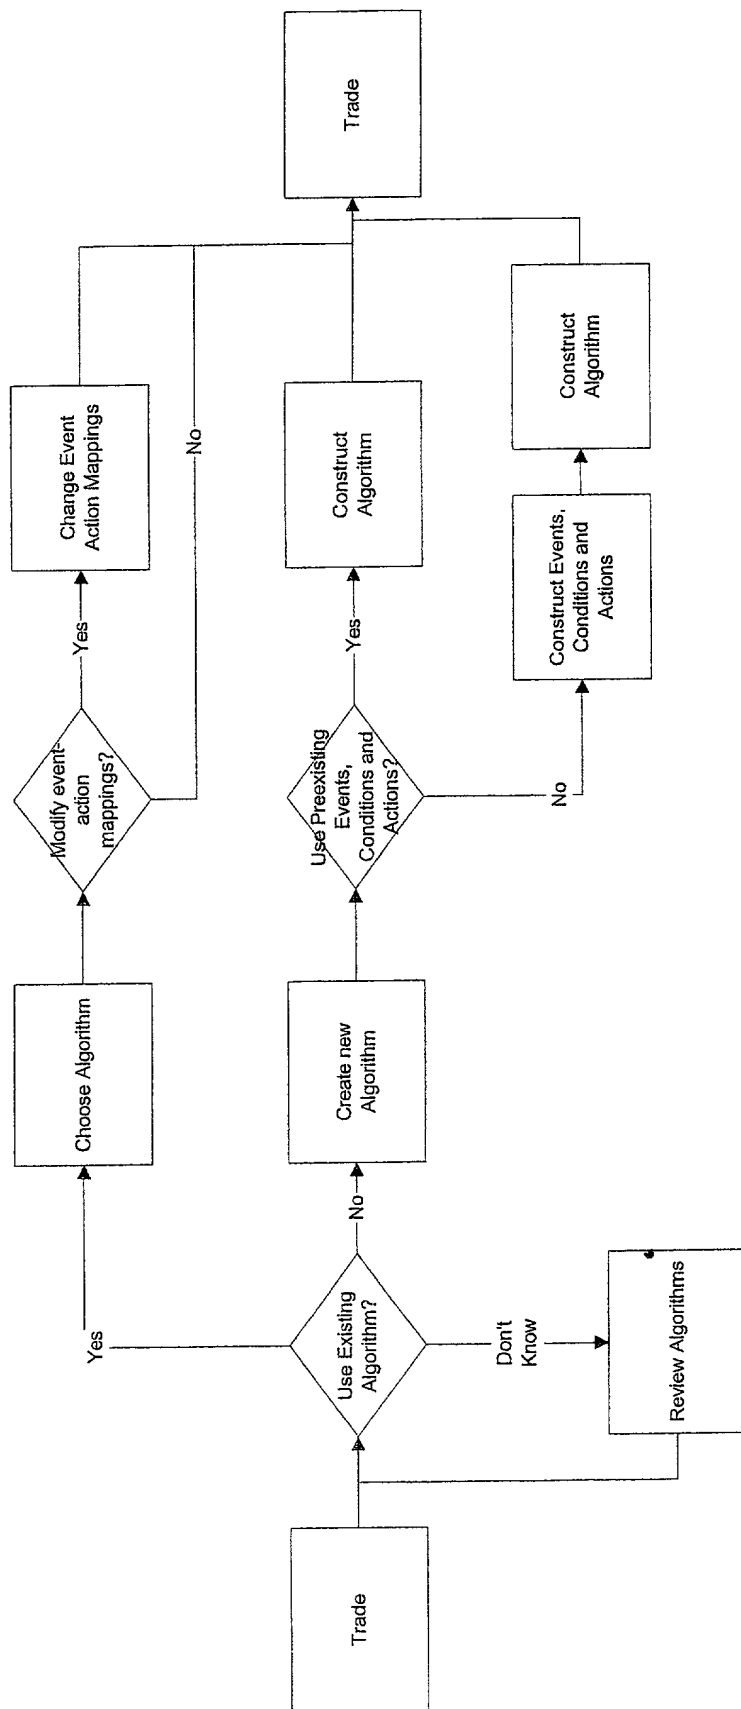 Trade
Use Existing
Algorithm?
Yes
No
Don't
Know
Review Algorithms
Choose Algorithm
Modify event-
action
mappings?
Yes
No
Change Event
Action Mappings
Create new
Algorithm
Use Preexisting
Events,
Conditions and
Actions?
Yes
No
Construct
Algorithm
Construct Events,
Conditions and
Actions
Construct
Algorithm
Trade